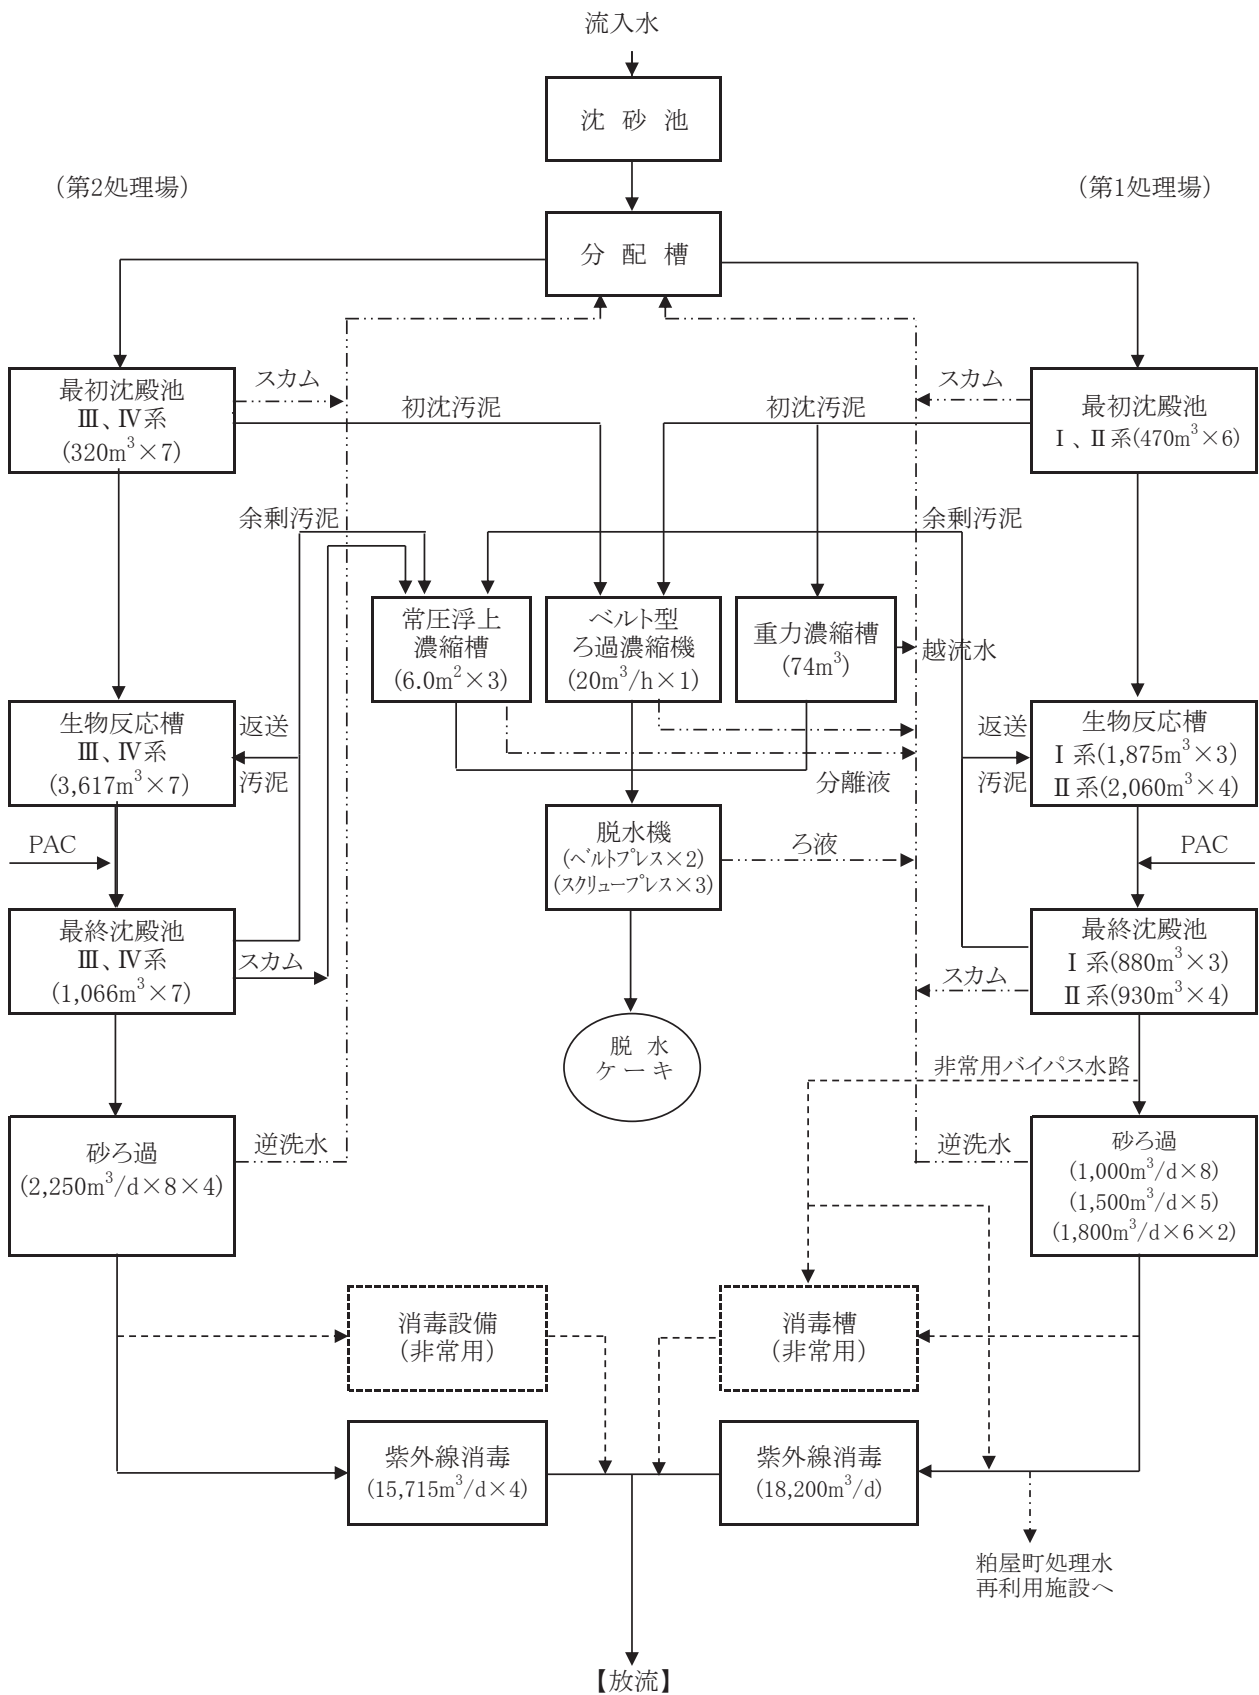 流入水
沈砂池
（第2処理場）
（第1処理場）
分配槽
最初沈殿池
Ⅲ、Ⅳ系
(320m³×7)
スカム
初沈汚泥
初沈汚泥
スカム
最初沈殿池
Ⅰ、Ⅱ系(470m³×6)
余剰汚泥
余剰汚泥
常圧浮上
濃縮槽
(6.0m²×3)
ベルト型
ろ過濃縮機
(20m³/h×1)
重力濃縮槽
(74m³)
越流水
生物反応槽
Ⅲ、Ⅳ系
(3,617m³×7)
返送
汚泥
分離液
返送
汚泥
生物反応槽
Ⅰ系(1,875m³×3)
Ⅱ系(2,060m³×4)
PAC
脱水機
(ベルトプレス×2)
(スクリュープレス×3)
ろ液
PAC
最終沈殿池
Ⅲ、Ⅳ系
(1,066m³×7)
スカム
スカム
最終沈殿池
Ⅰ系(880m³×3)
Ⅱ系(930m³×4)
脱水
ケーキ
非常用バイパス水路
砂ろ過
(2,250m³/d×8×4)
逆洗水
逆洗水
砂ろ過
(1,000m³/d×8)
(1,500m³/d×5)
(1,800m³/d×6×2)
消毒設備
（非常用）
消毒槽
（非常用）
紫外線消毒
(15,715m³/d×4)
紫外線消毒
(18,200m³/d)
粕屋町処理水
再利用施設へ
【放流】